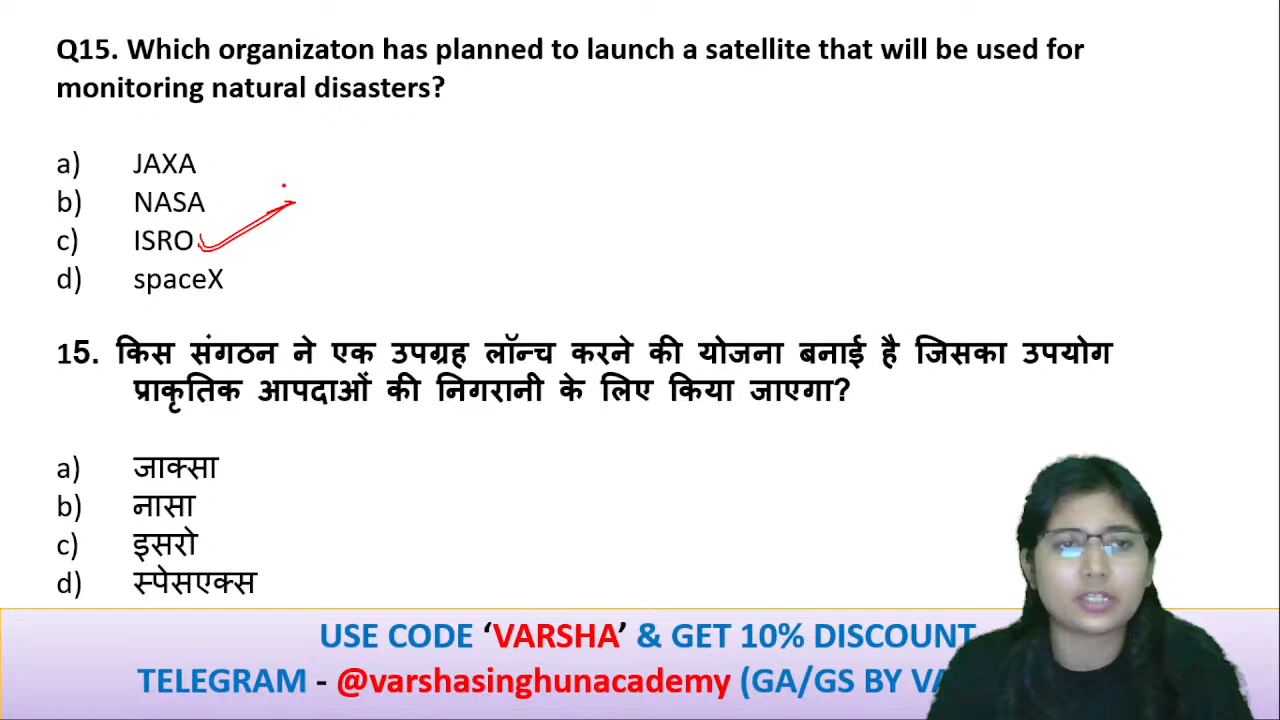 Q15. Which organizaton has planned to launch a satellite that will be used for
monitoring natural disasters?
a) JAXA
b) NASA
c) ISRO
d) spaceX
15. किस संगठन ने एक उपग्रह लॉन्च करने की योजना बनाई है जिसका उपयोग
प्राकृतिक आपदाओं की निगरानी के लिए किया जाएगा?
a) जाक्सा
b) नासा
c) इसरो
d) स्पेसएक्स
USE CODE ‘VARSHA’ & GET 10% DISCOUNT
TELEGRAM - @varshasinghunacademy (GA/GS BY